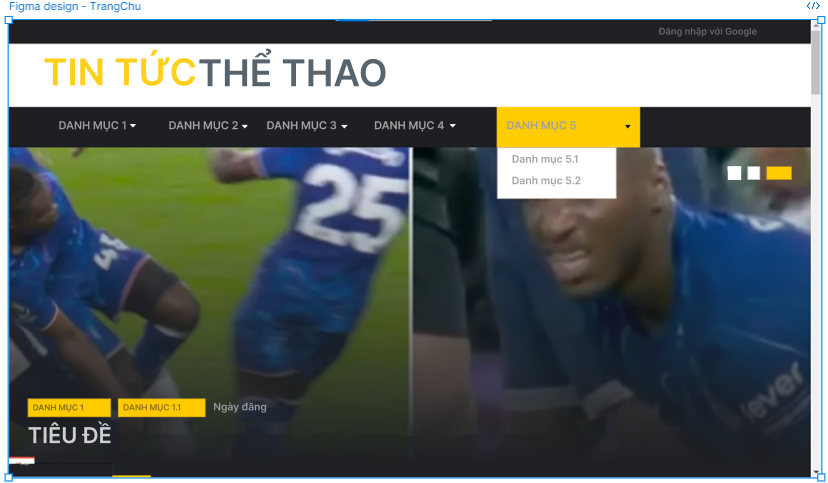 Figma design - TrangChu
</>
Đăng nhập với Google
TIN TỨC THỂ THAO
DANH MỤC 1 DANH MỤC 2 DANH MỤC 3 DANH MỤC 4 DANH MỤC 5
Danh mục 5.1
Danh mục 5.2
25
DANH MỤC 1 DANH MỤC 1.1 Ngày đăng
TIÊU ĐỀ